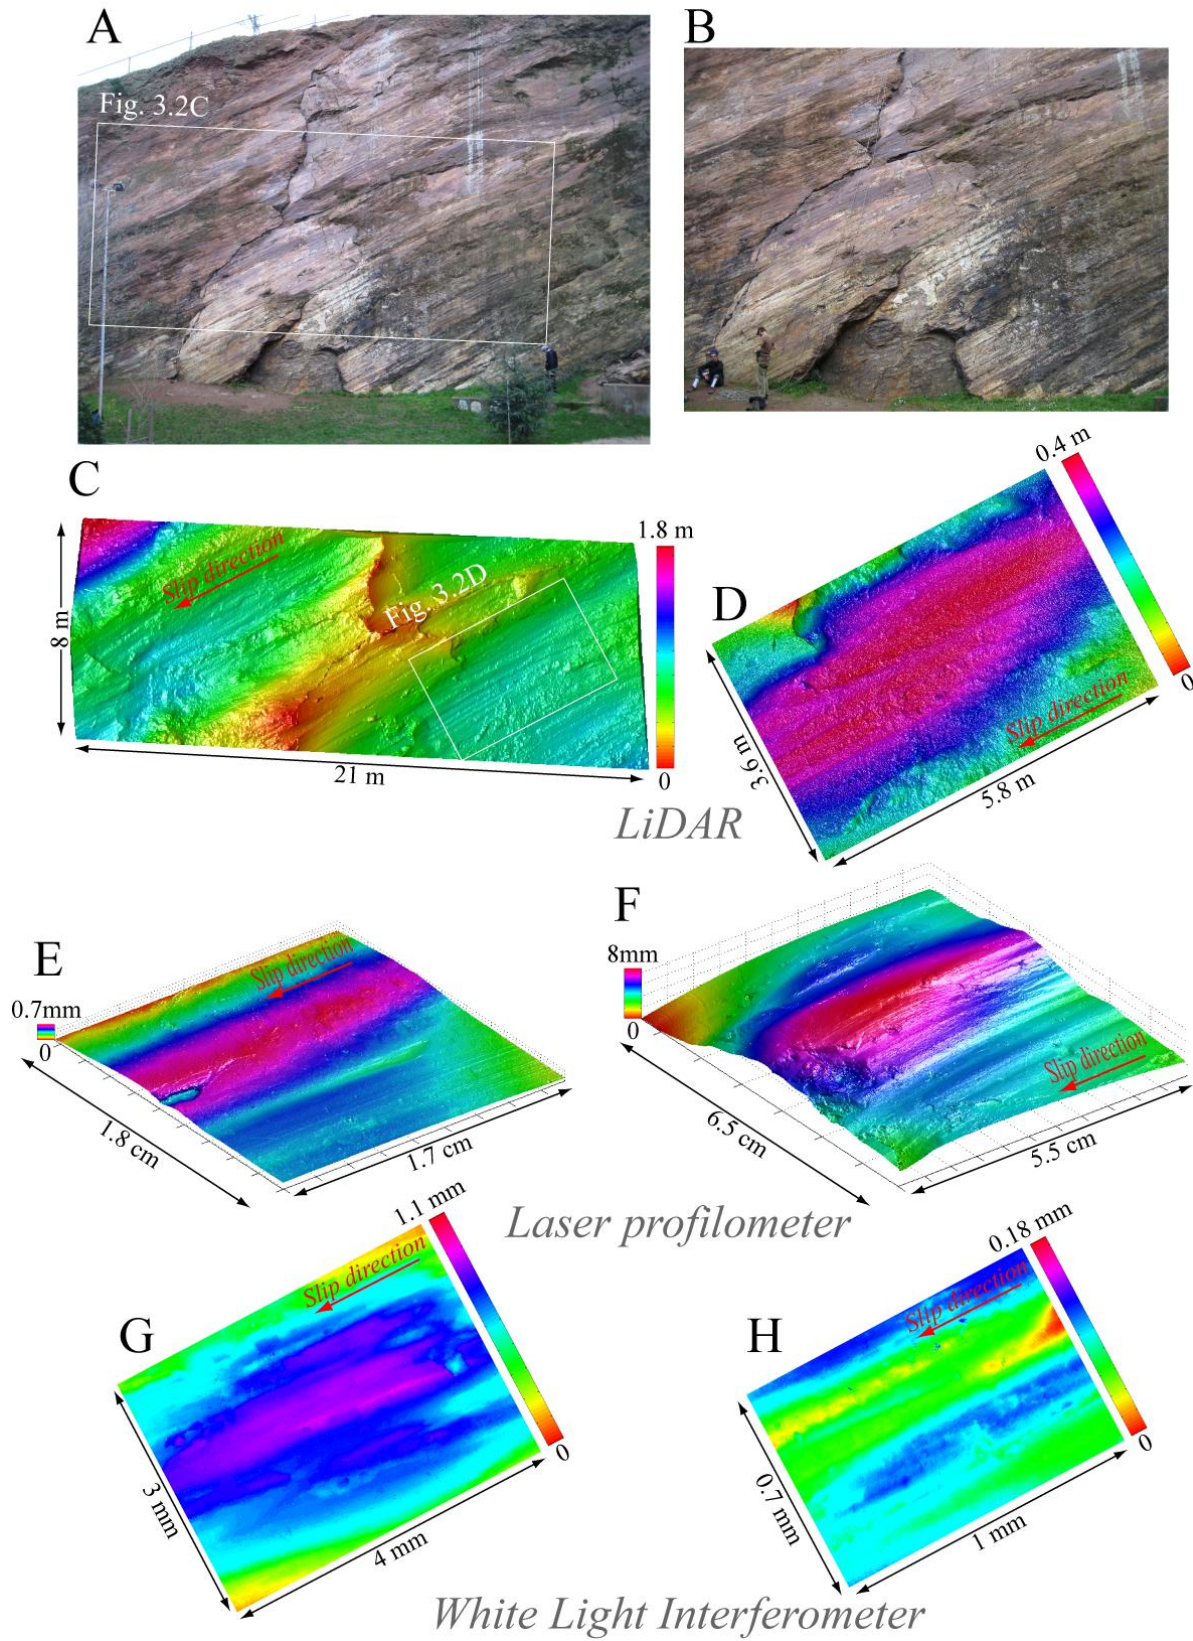 A
B
Fig. 3.2C
C
1.8 m
0
Slip direction
Fig. 3.2D
8 m
21 m
D
0.4 m
0
Slip direction
3.6 m
5.8 m
LiDAR
E
0.7mm
0
Slip direction
1.8 cm
1.7 cm
F
8mm
0
Slip direction
6.5 cm
5.5 cm
Laser profilometer
G
1.1 mm
0
Slip direction
3 mm
4 mm
H
0.18 mm
0
Slip direction
0.7 mm
1 mm
White Light Interferometer